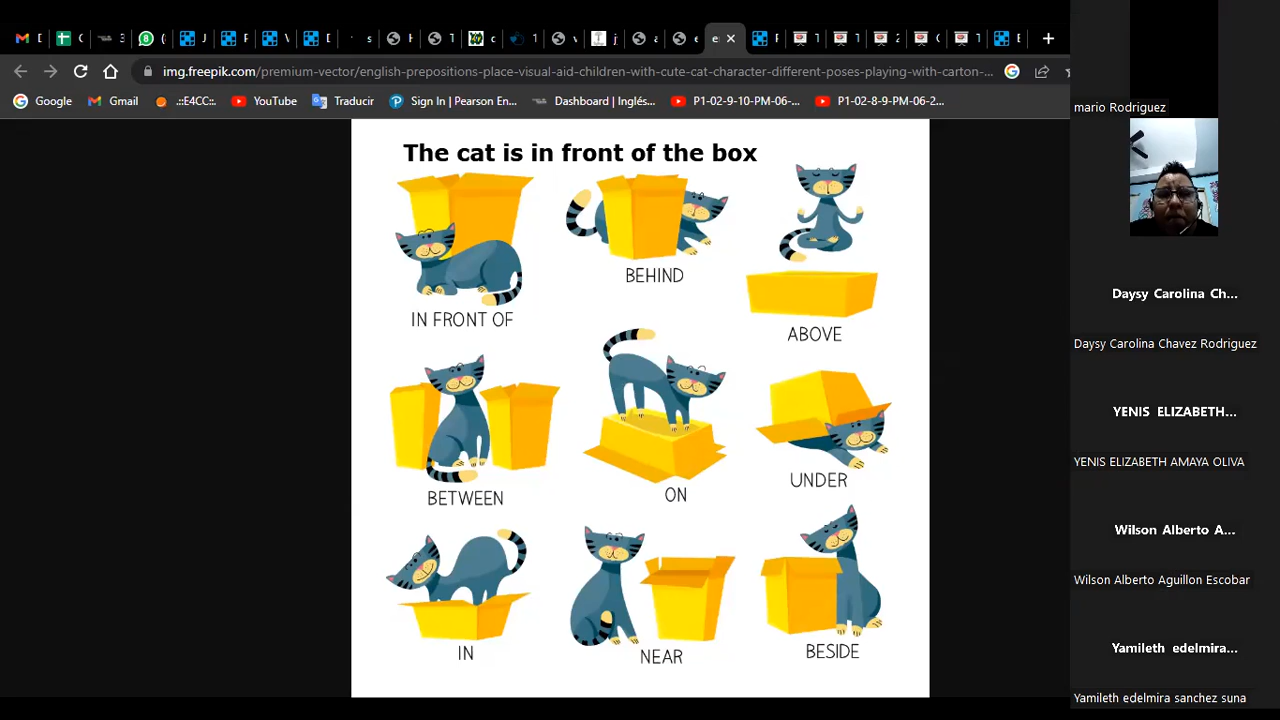 img.freepik.com/premium-vector/english-prepositions-place-visual-aid-children-with-cute-cat-character-different-poses-playing-with-carton-...
Google
Gmail
.::E4CC::.
YouTube
Traducir
Sign In | Pearson En...
Dashboard | Inglés...
P1-02-9-10-PM-06-...
P1-02-8-9-PM-06-2...
The cat is in front of the box
IN FRONT OF
BEHIND
ABOVE
BETWEEN
ON
UNDER
IN
NEAR
BESIDE
mario Rodriguez
Daysy Carolina Ch...
Daysy Carolina Chavez Rodriguez
YENIS ELIZABETH...
YENIS ELIZABETH AMAYA OLIVA
Wilson Alberto A...
Wilson Alberto Aguillon Escobar
Yamileth edelmira...
Yamileth edelmira sanchez suna